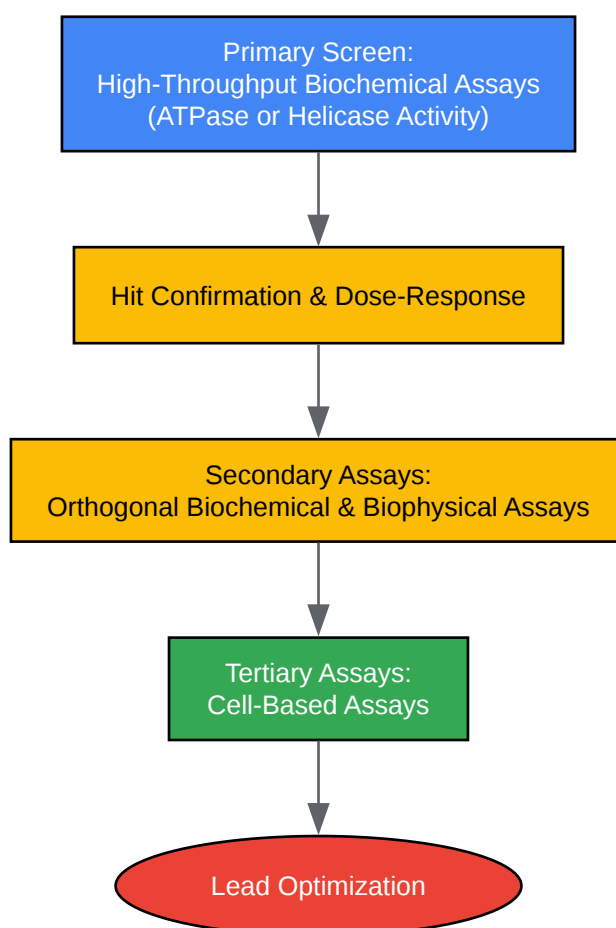 Primary Screen:
High-Throughput Biochemical Assays
(ATPase or Helicase Activity)
Hit Confirmation & Dose-Response
Secondary Assays:
Orthogonal Biochemical & Biophysical Assays
Tertiary Assays:
Cell-Based Assays
Lead Optimization